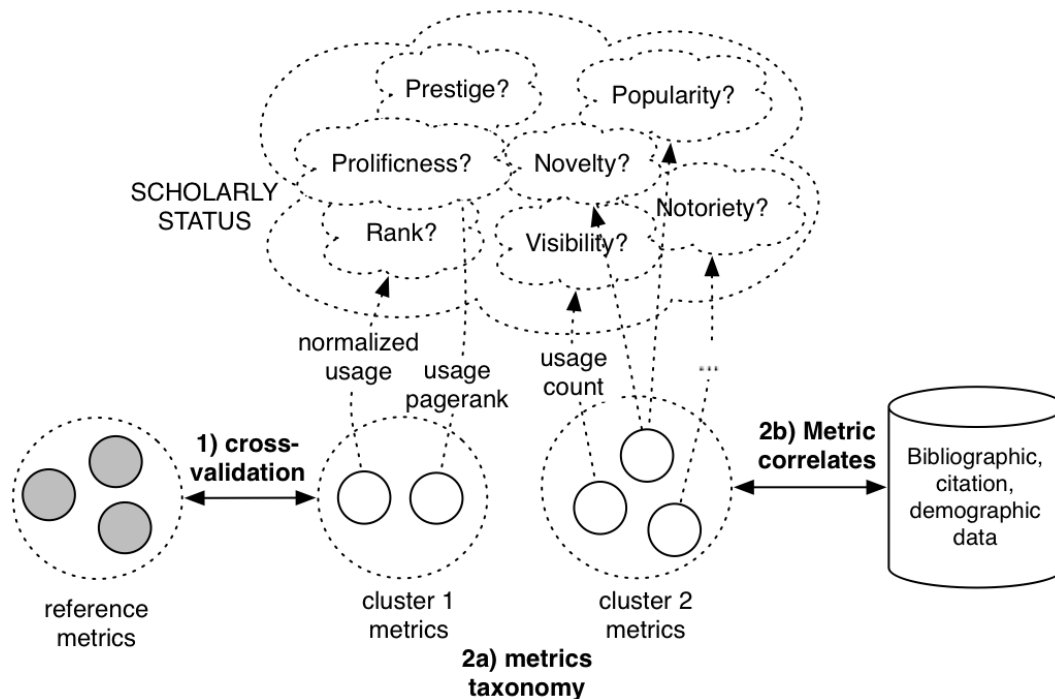 Prestige?
Popularity?
Prolificness?
Novelty?
SCHOLARLY
STATUS
Notoriety?
Rank?
Visibility?
normalized
usage
usage
pagerank
usage
count
...
1) cross-
validation
2b) Metric
correlates
Bibliographic,
citation,
demographic
data
reference
metrics
cluster 1
metrics
cluster 2
metrics
2a) metrics
taxonomy